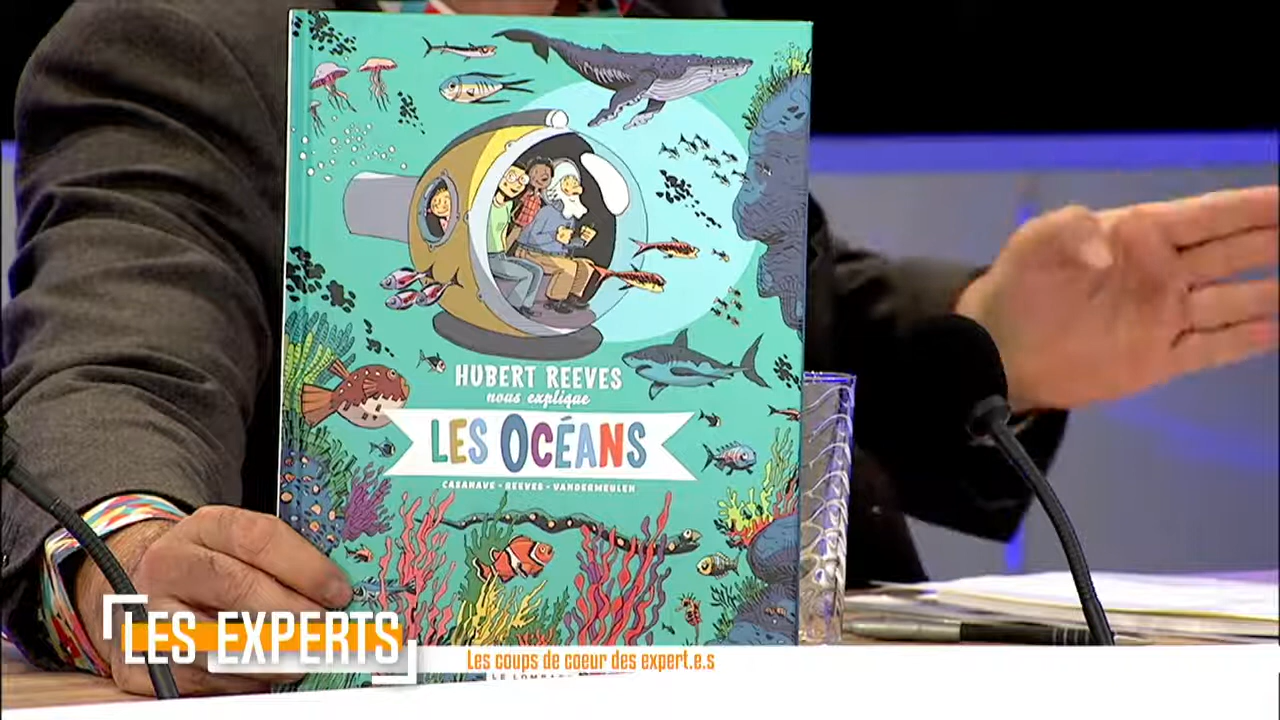 HUBERT REEVES
nous explique
LES OCÉANS
CASANAVE - REEVES - VANDERMEULEN
LES EXPERTS
Les coups de coeur des expert.e.s